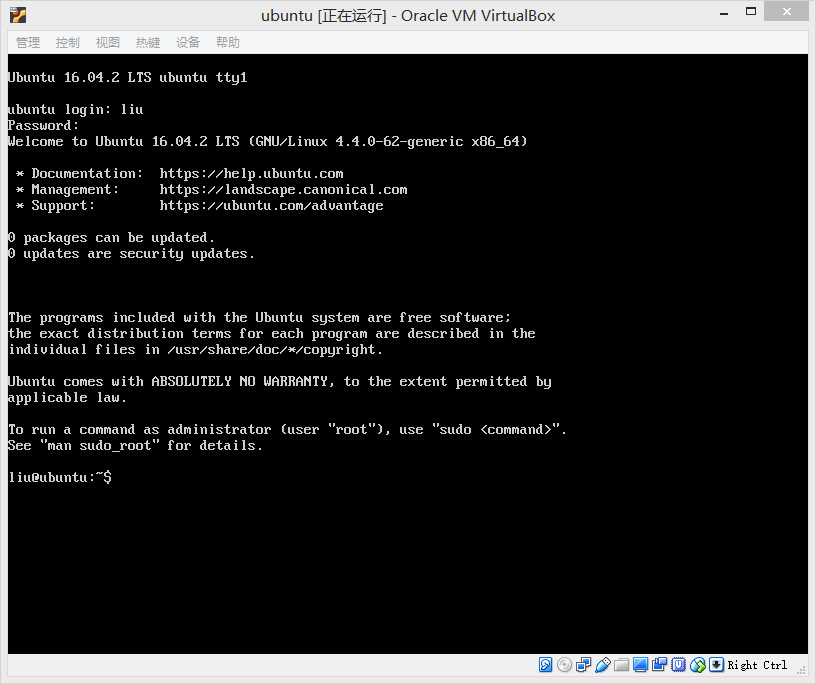 ubuntu [正在运行] - Oracle VM VirtualBox
管理 控制 视图 热键 设备 帮助
Ubuntu 16.04.2 LTS ubuntu tty1
ubuntu login: liu
Password:
Welcome to Ubuntu 16.04.2 LTS (GNU/Linux 4.4.0-62-generic x86_64)
* Documentation:  https://help.ubuntu.com
* Management:     https://landscape.canonical.com
* Support:        https://ubuntu.com/advantage
0 packages can be updated.
0 updates are security updates.
The programs included with the Ubuntu system are free software;
the exact distribution terms for each program are described in the
individual files in /usr/share/doc/*/copyright.
Ubuntu comes with ABSOLUTELY NO WARRANTY, to the extent permitted by
applicable law.
To run a command as administrator (user "root"), use "sudo <command>".
See "man sudo_root" for details.
liu@ubuntu:~$
Right Ctrl